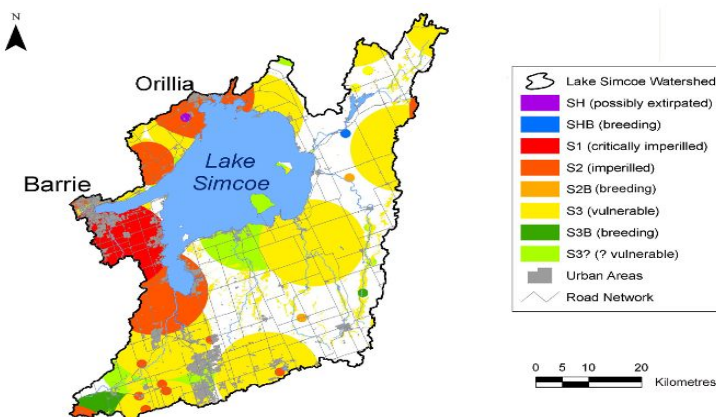 N
Orillia
Lake
Simcoe
Barrie
Lake Simcoe Watershed
SH (possibly extirpated)
SHB (breeding)
S1 (critically imperilled)
S2 (imperilled)
S2B (breeding)
S3 (vulnerable)
S3B (breeding)
S3? (? vulnerable)
Urban Areas
Road Network
0 5 10 20
Kilometres